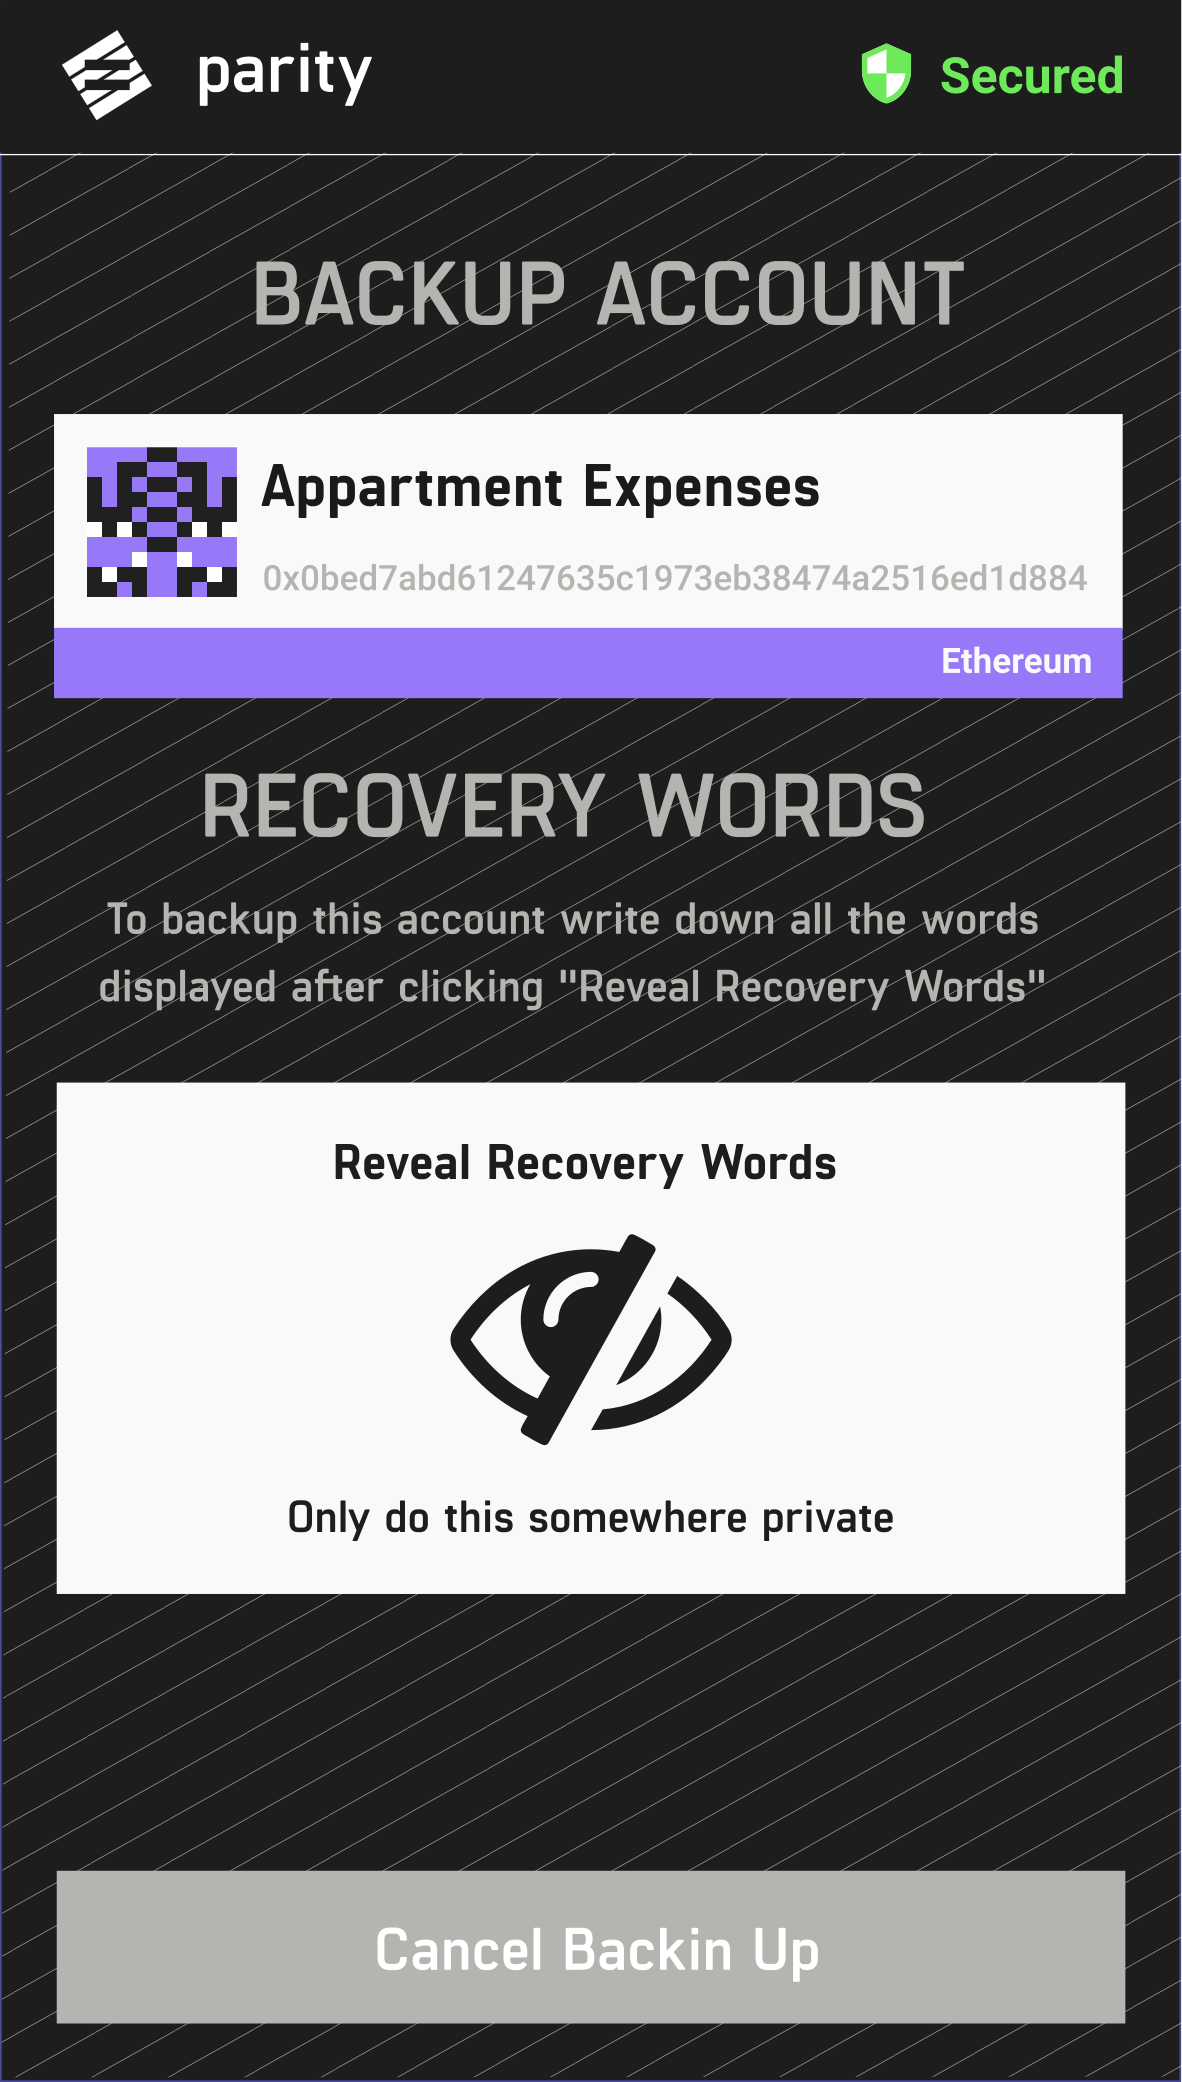 parity
Secured
BACKUP ACCOUNT
Appartment Expenses
0x0bed7abd61247635c1973eb38474a2516ed1d884
Ethereum
RECOVERY WORDS
To backup this account write down all the words
displayed after clicking "Reveal Recovery Words"
Reveal Recovery Words
Only do this somewhere private
Cancel Backin Up